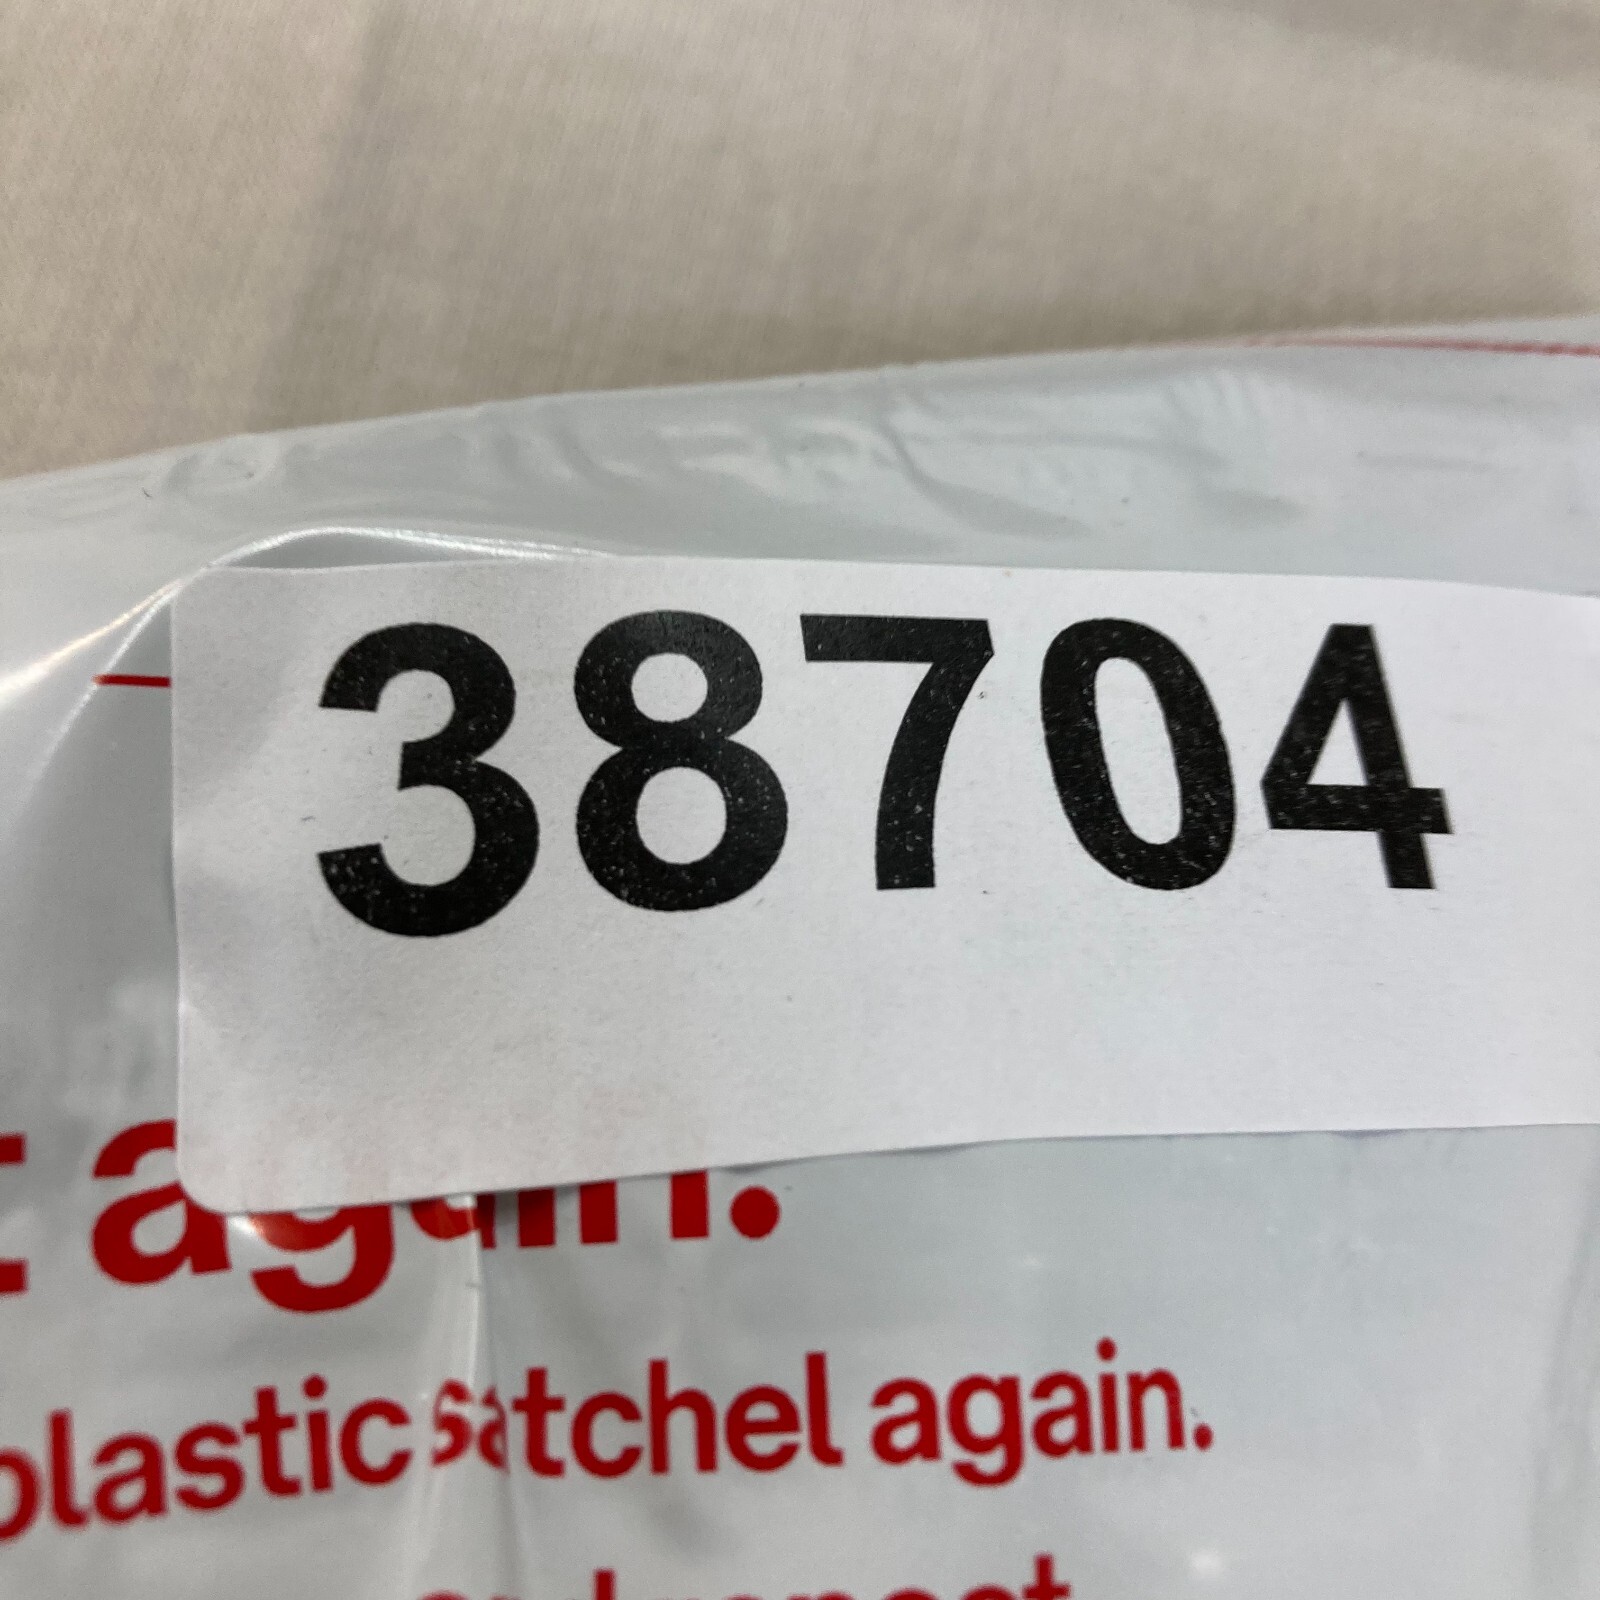 38704
again.
plastic satchel again.